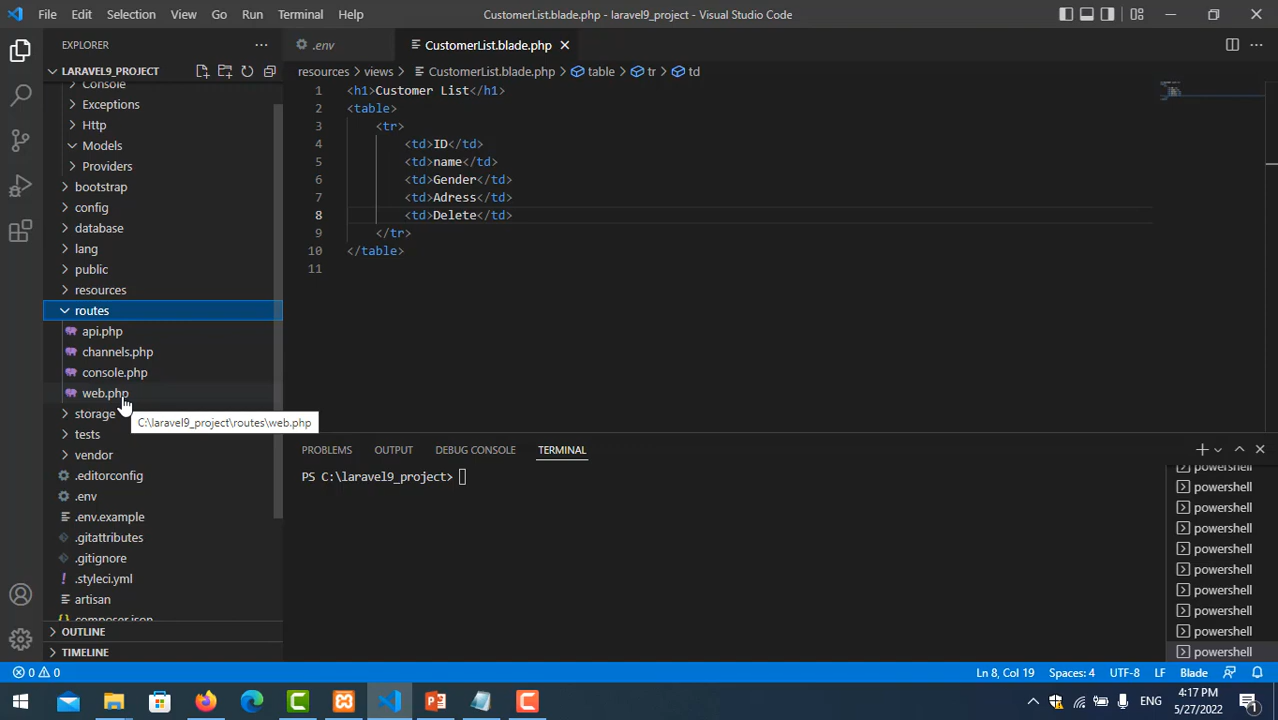 File Edit Selection View Go Run Terminal Help
CustomerList.blade.php - laravel9_project - Visual Studio Code
EXPLORER
LARAVEL9_PROJECT
Console
Exceptions
Http
Models
Providers
bootstrap
config
database
lang
public
resources
routes
api.php
channels.php
console.php
web.php
C:\laravel9_project\routes\web.php
storage
tests
vendor
.editorconfig
.env
.env.example
.gitattributes
.gitignore
.styleci.yml
artisan
composer.json
OUTLINE
TIMELINE
.env
CustomerList.blade.php
resources > views > CustomerList.blade.php > table > tr > td
1 <h1>Customer List</h1>
2 <table>
3 <tr>
4 <td>ID</td>
5 <td>name</td>
6 <td>Gender</td>
7 <td>Adress</td>
8 <td>Delete</td>
9 </tr>
10 </table>
11
PROBLEMS OUTPUT DEBUG CONSOLE TERMINAL
PS C:\laravel9_project>
powershell
powershell
powershell
powershell
powershell
powershell
powershell
powershell
powershell
powershell
0 0
Ln 8, Col 19 Spaces: 4 UTF-8 LF Blade
ENG
4:17 PM
5/27/2022
1